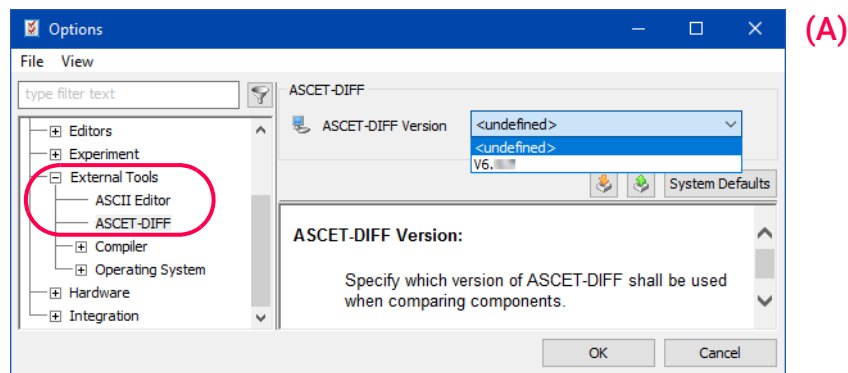 Options
(A)
File View
type filter text
Editors
Experiment
External Tools
ASCII Editor
ASCET-DIFF
Compiler
Operating System
Hardware
Integration
ASCET-DIFF
ASCET-DIFF Version <undefined>
<undefined>
V6.
System Defaults
ASCET-DIFF Version:
Specify which version of ASCET-DIFF shall be used
when comparing components.
OK Cancel